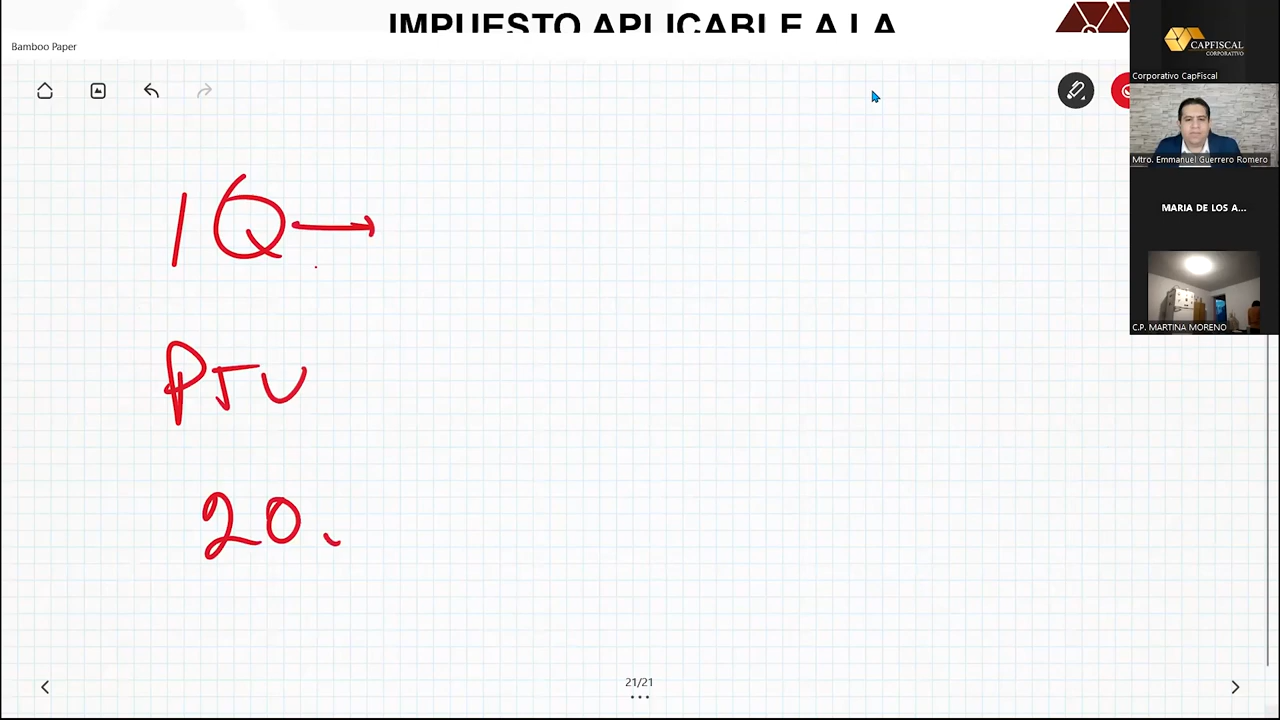 IMPUESTO APLICABLE A LA
Bamboo Paper
CAPFISCAL
CORPORATIVO
Corporativo CapFiscal
Mtro. Emmanuel Guerrero Romero
MARIA DE LOS A...
C.P. MARTINA MORENO
1Q→
PTU
20.
21/21